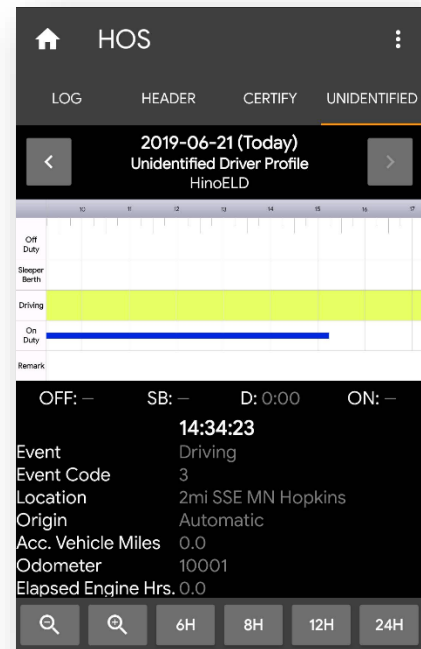 HOS
LOG HEADER CERTIFY UNIDENTIFIED
2019-06-21 (Today)
Unidentified Driver Profile
HinoELD
10 11 12 13 14 15 16 17
Off
Duty
Sleeper
Berth
Driving
On
Duty
Remark
OFF: – SB: – D: 0:00 ON: –
14:34:23
Event Driving
Event Code 3
Location 2mi SSE MN Hopkins
Origin Automatic
Acc. Vehicle Miles 0.0
Odometer 10001
Elapsed Engine Hrs. 0.0
6H 8H 12H 24H